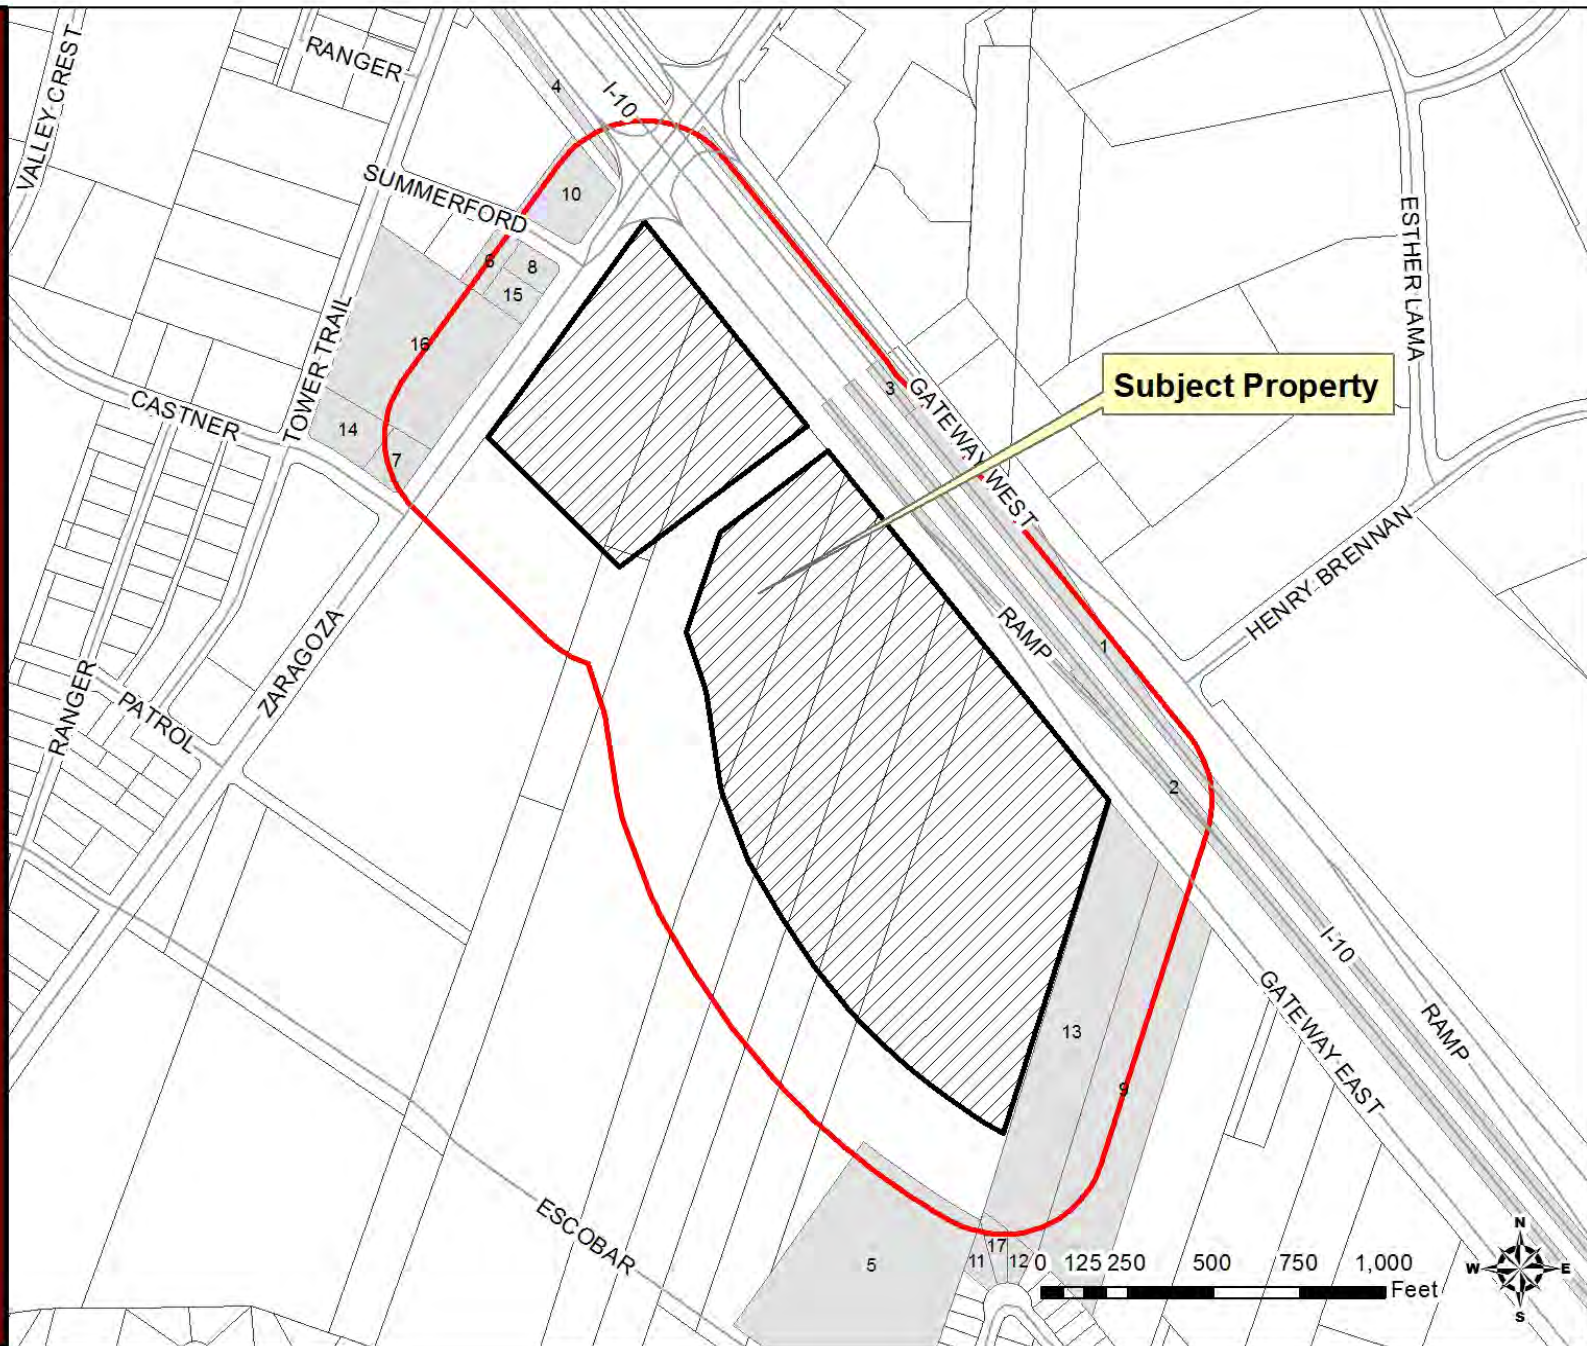 VALLEY CREST
RANGER
4
I-10
SUMMERFORD
10
6
8
15
TOWER TRAIL
16
CASTNER
14
7
3
GATEWAY WEST
Subject Property
ESTHER LAMA
HENRY BRENNAN
RAMP
1
2
ZARAGOZA
RANGER
PATROL
I-10
RAMP
GATEWAY EAST
13
9
ESCOBAR
5
17
11
12
0 125 250 500 750 1,000
Feet
N
W E
S